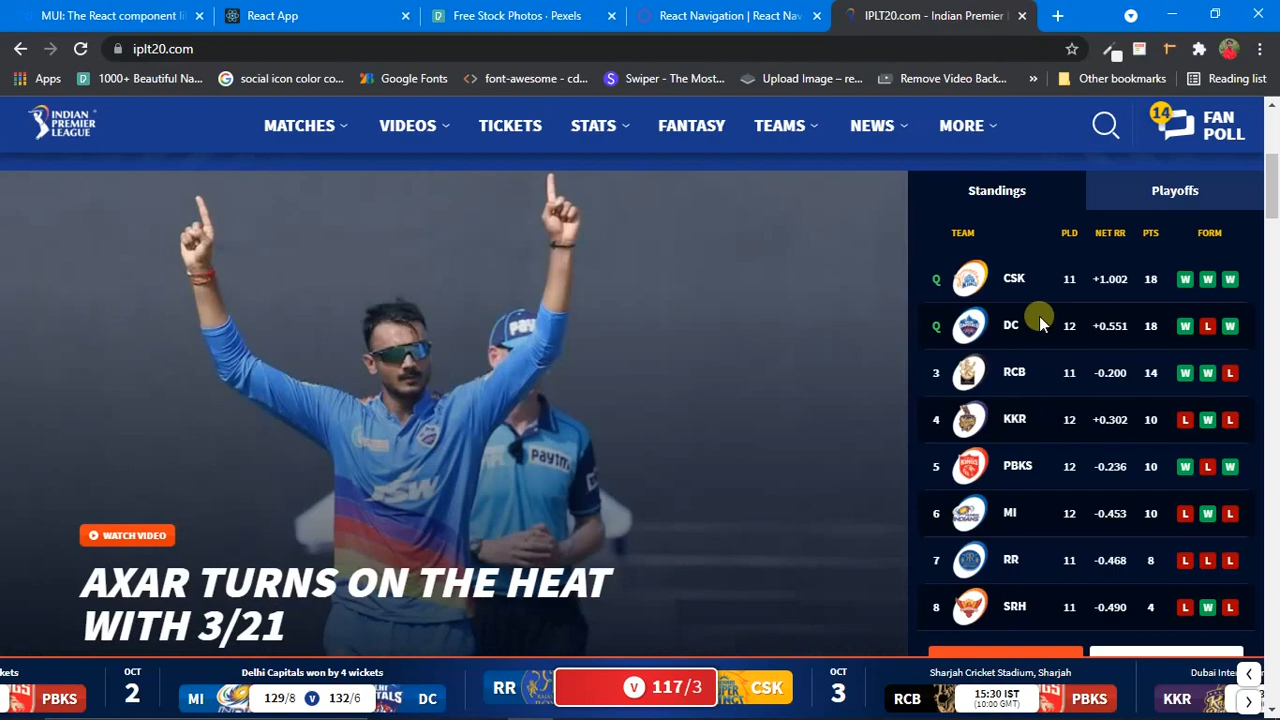 MUI: The React component li
React App
Free Stock Photos - Pexels
React Navigation | React Nav
IPLT20.com - Indian Premier
iplt20.com
Apps
1000+ Beautiful Na...
social icon color co...
Google Fonts
font-awesome - cd...
Swiper - The Most...
Upload Image – re...
Remove Video Back...
Other bookmarks
Reading list
INDIAN
PREMIER
LEAGUE
MATCHES
VIDEOS
TICKETS
STATS
FANTASY
TEAMS
NEWS
MORE
14
FAN
POLL
Standings
Playoffs
TEAM PLD NET RR PTS FORM
Q CSK 11 +1.002 18 W W W
Q DC 12 +0.551 18 W L W
3 RCB 11 -0.200 14 W W L
4 KKR 12 +0.302 10 L W L
5 PBKS 12 -0.236 10 W L W
6 MI 12 -0.453 10 L W L
7 RR 11 -0.468 8 L L L
8 SRH 11 -0.490 4 L W L
paytm
JSW
WATCH VIDEO
AXAR TURNS ON THE HEAT
WITH 3/21
kets
PBKS
OCT
2
Delhi Capitals won by 4 wickets
MI 129/8 V 132/6 DC
RR V 117/3 CSK
OCT
3
Sharjah Cricket Stadium, Sharjah
RCB 15:30 IST PBKS
(10:00 GMT)
Dubai Inte
KKR